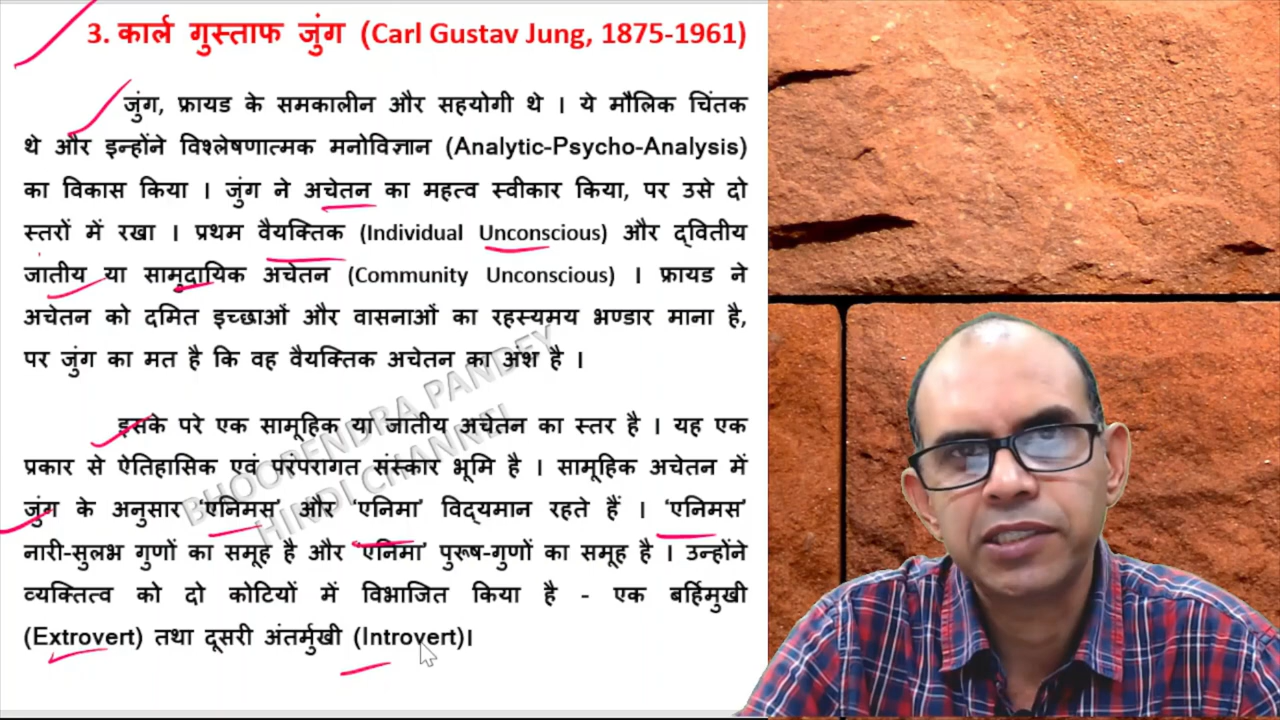 3. कार्ल गुस्ताफ जुंग (Carl Gustav Jung, 1875-1961)
जुंग, फ्रायड के समकालीन और सहयोगी थे । ये मौलिक चिंतक
थे और इन्होंने विश्लेषणात्मक मनोविज्ञान (Analytic-Psycho-Analysis)
का विकास किया । जुंग ने अचेतन का महत्व स्वीकार किया, पर उसे दो
स्तरों में रखा । प्रथम वैयक्तिक (Individual Unconscious) और द्वितीय
जातीय या सामुदायिक अचेतन (Community Unconscious) । फ्रायड ने
अचेतन को दमित इच्छाओं और वासनाओं का रहस्यमय भण्डार माना है,
पर जुंग का मत है कि वह वैयक्तिक अचेतन का अंश है ।
इसके परे एक सामूहिक या जातीय अचेतन का स्तर है । यह एक
प्रकार से ऐतिहासिक एवं परंपरागत संस्कार भूमि है । सामूहिक अचेतन में
जुंग के अनुसार ‘एनिमस’ और ‘एनिमा’ विद्यमान रहते हैं । ‘एनिमस’
नारी-सुलभ गुणों का समूह है और ‘एनिमा’ पुरूष-गुणों का समूह है । उन्होंने
व्यक्तित्व को दो कोटियों में विभाजित किया है - एक बर्हिमुखी
(Extrovert) तथा दूसरी अंतर्मुखी (Introvert)।
BHOOPENDRA PANDEY
HINDI CHANNEL